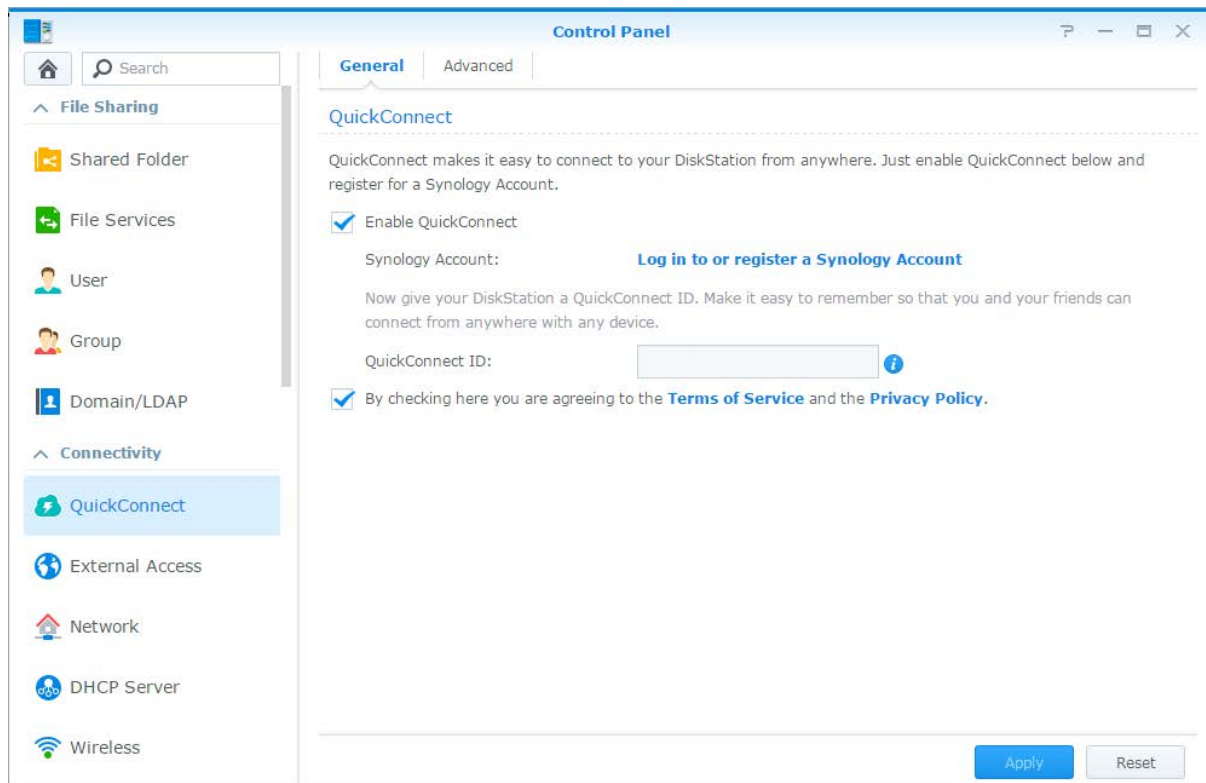 Control Panel
Search
General Advanced
File Sharing
Shared Folder
File Services
User
Group
Domain/LDAP
Connectivity
QuickConnect
External Access
Network
DHCP Server
Wireless
QuickConnect
QuickConnect makes it easy to connect to your DiskStation from anywhere. Just enable QuickConnect below and
register for a Synology Account.
Enable QuickConnect
Synology Account: Log in to or register a Synology Account
Now give your DiskStation a QuickConnect ID. Make it easy to remember so that you and your friends can
connect from anywhere with any device.
QuickConnect ID:
By checking here you are agreeing to the Terms of Service and the Privacy Policy.
Apply Reset